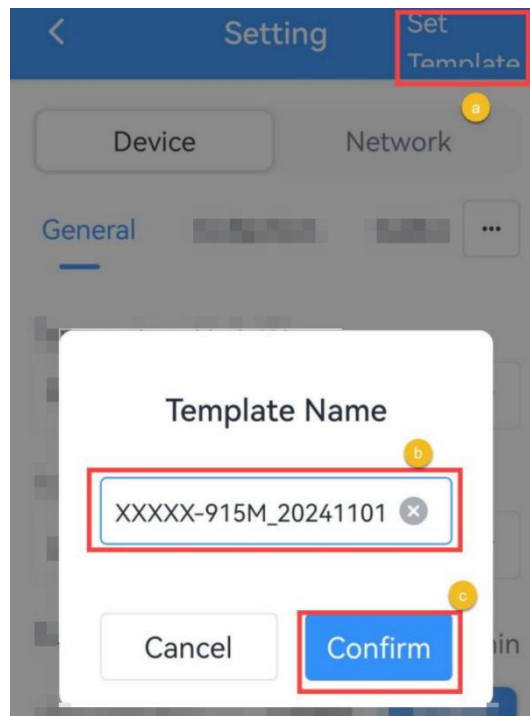 Setting
Set
Template
a
Device
Network
General
...
Template Name
b
XXXXX-915M_20241101
c
Cancel
Confirm
in